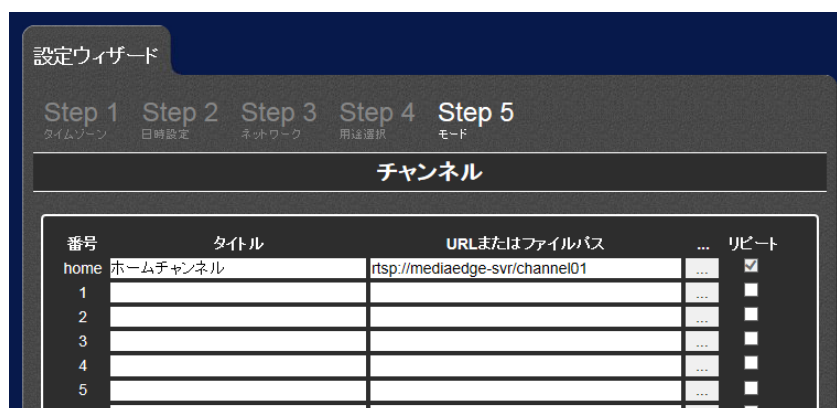 設定ウィザード
Step 1 Step 2 Step 3 Step 4 Step 5
タイムゾーン 日時設定 ネットワーク 用途選択 モード
チャンネル
番号 タイトル URLまたはファイルパス ... リピート
home ホームチャンネル rtsp://mediaedge-svr/channel01 ...
1 ...
2 ...
3 ...
4 ...
5 ...